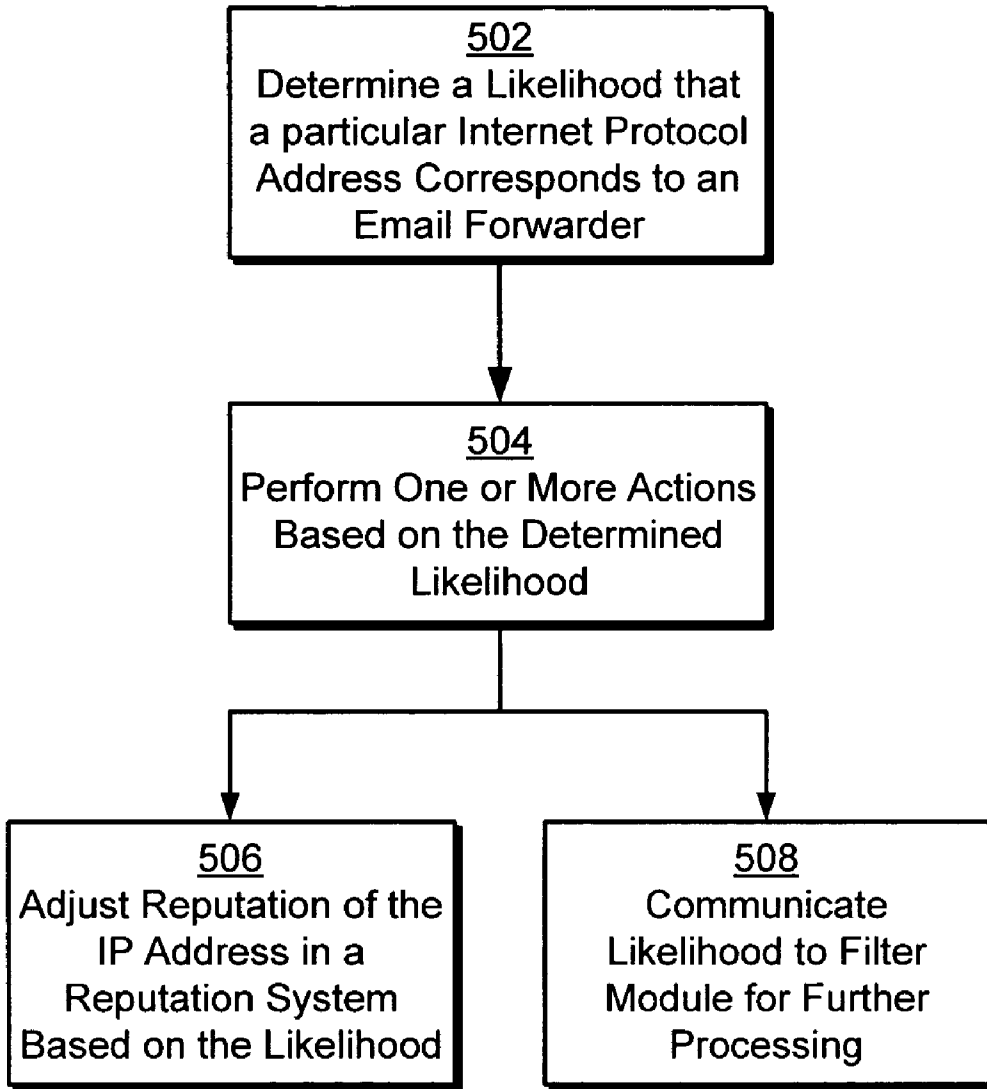 502
Determine a Likelihood that
a particular Internet Protocol
Address Corresponds to an
Email Forwarder
504
Perform One or More Actions
Based on the Determined
Likelihood
506
Adjust Reputation of the
IP Address in a
Reputation System
Based on the Likelihood
508
Communicate
Likelihood to Filter
Module for Further
Processing